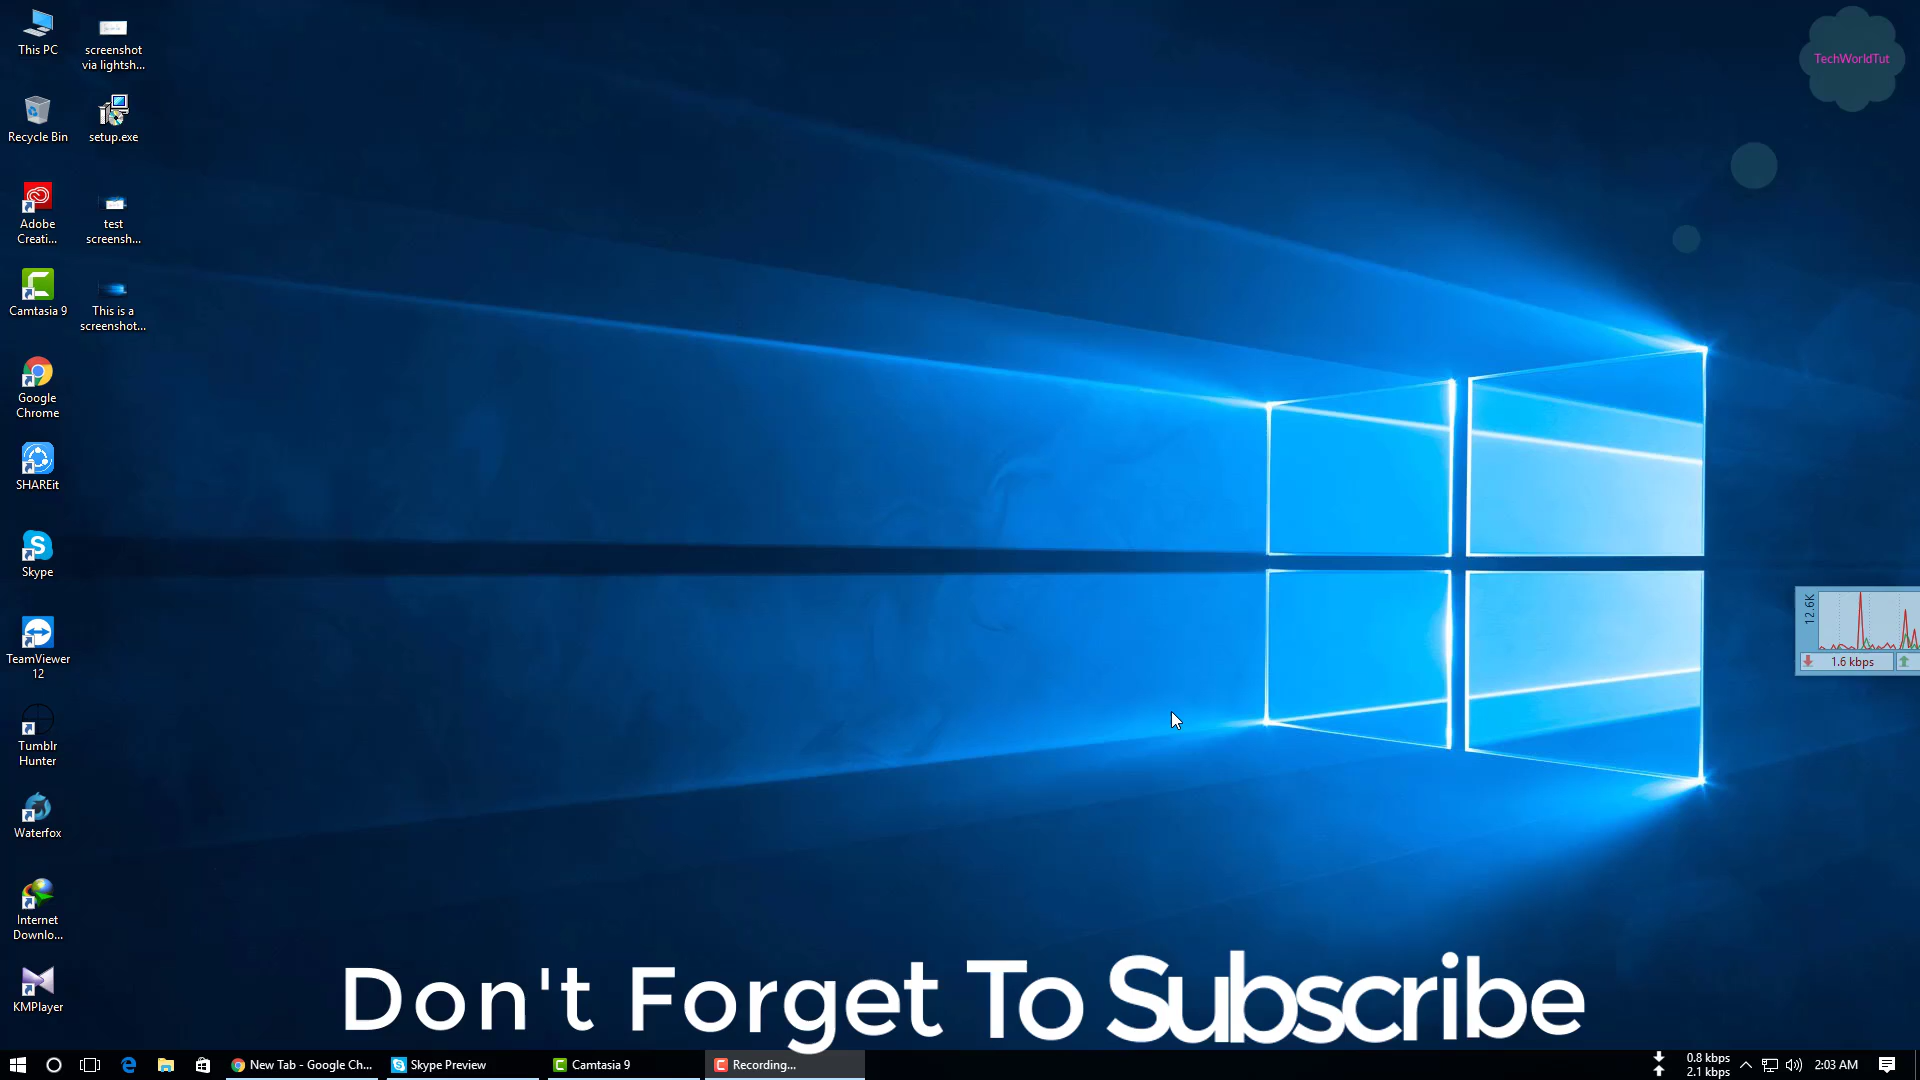 This PC
screenshot
via lightsh...
Recycle Bin
setup.exe
Adobe
Creati...
test
screensh...
Camtasia 9
This is a
screenshot...
Google
Chrome
SHAREit
Skype
TeamViewer
12
Tumblr
Hunter
Waterfox
Internet
Downlo...
KMPlayer
TechWorldTut
12.6K
1.6 kbps
Don't Forget To Subscribe
New Tab - Google Ch...
Skype Preview
Camtasia 9
Recording...
0.8 kbps
2.1 kbps
2:03 AM